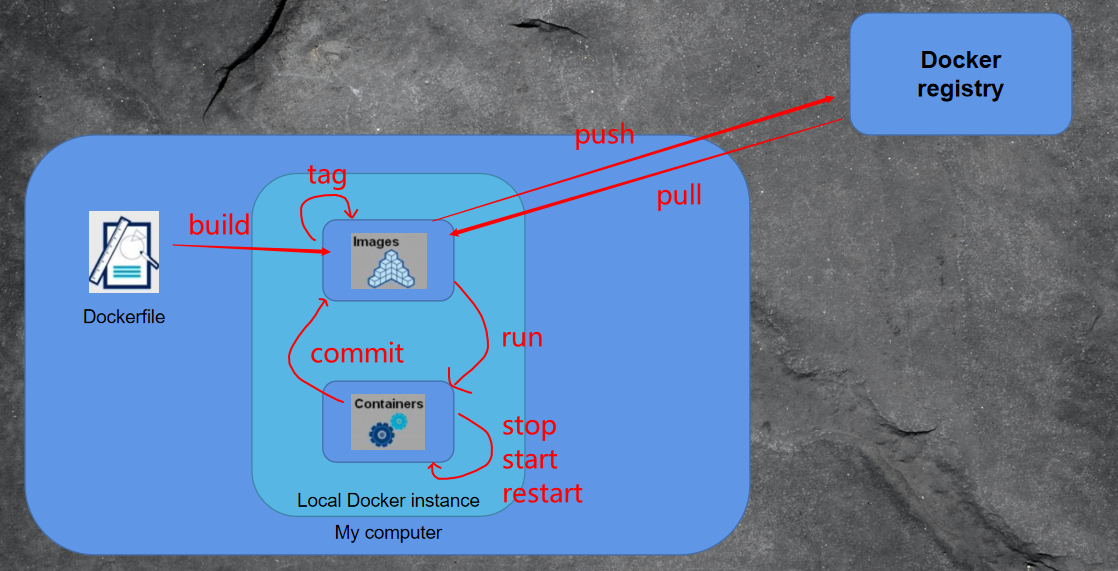 Docker
registry
push
pull
tag
build
Images
Dockerfile
run
commit
Containers
stop
start
restart
Local Docker instance
My computer